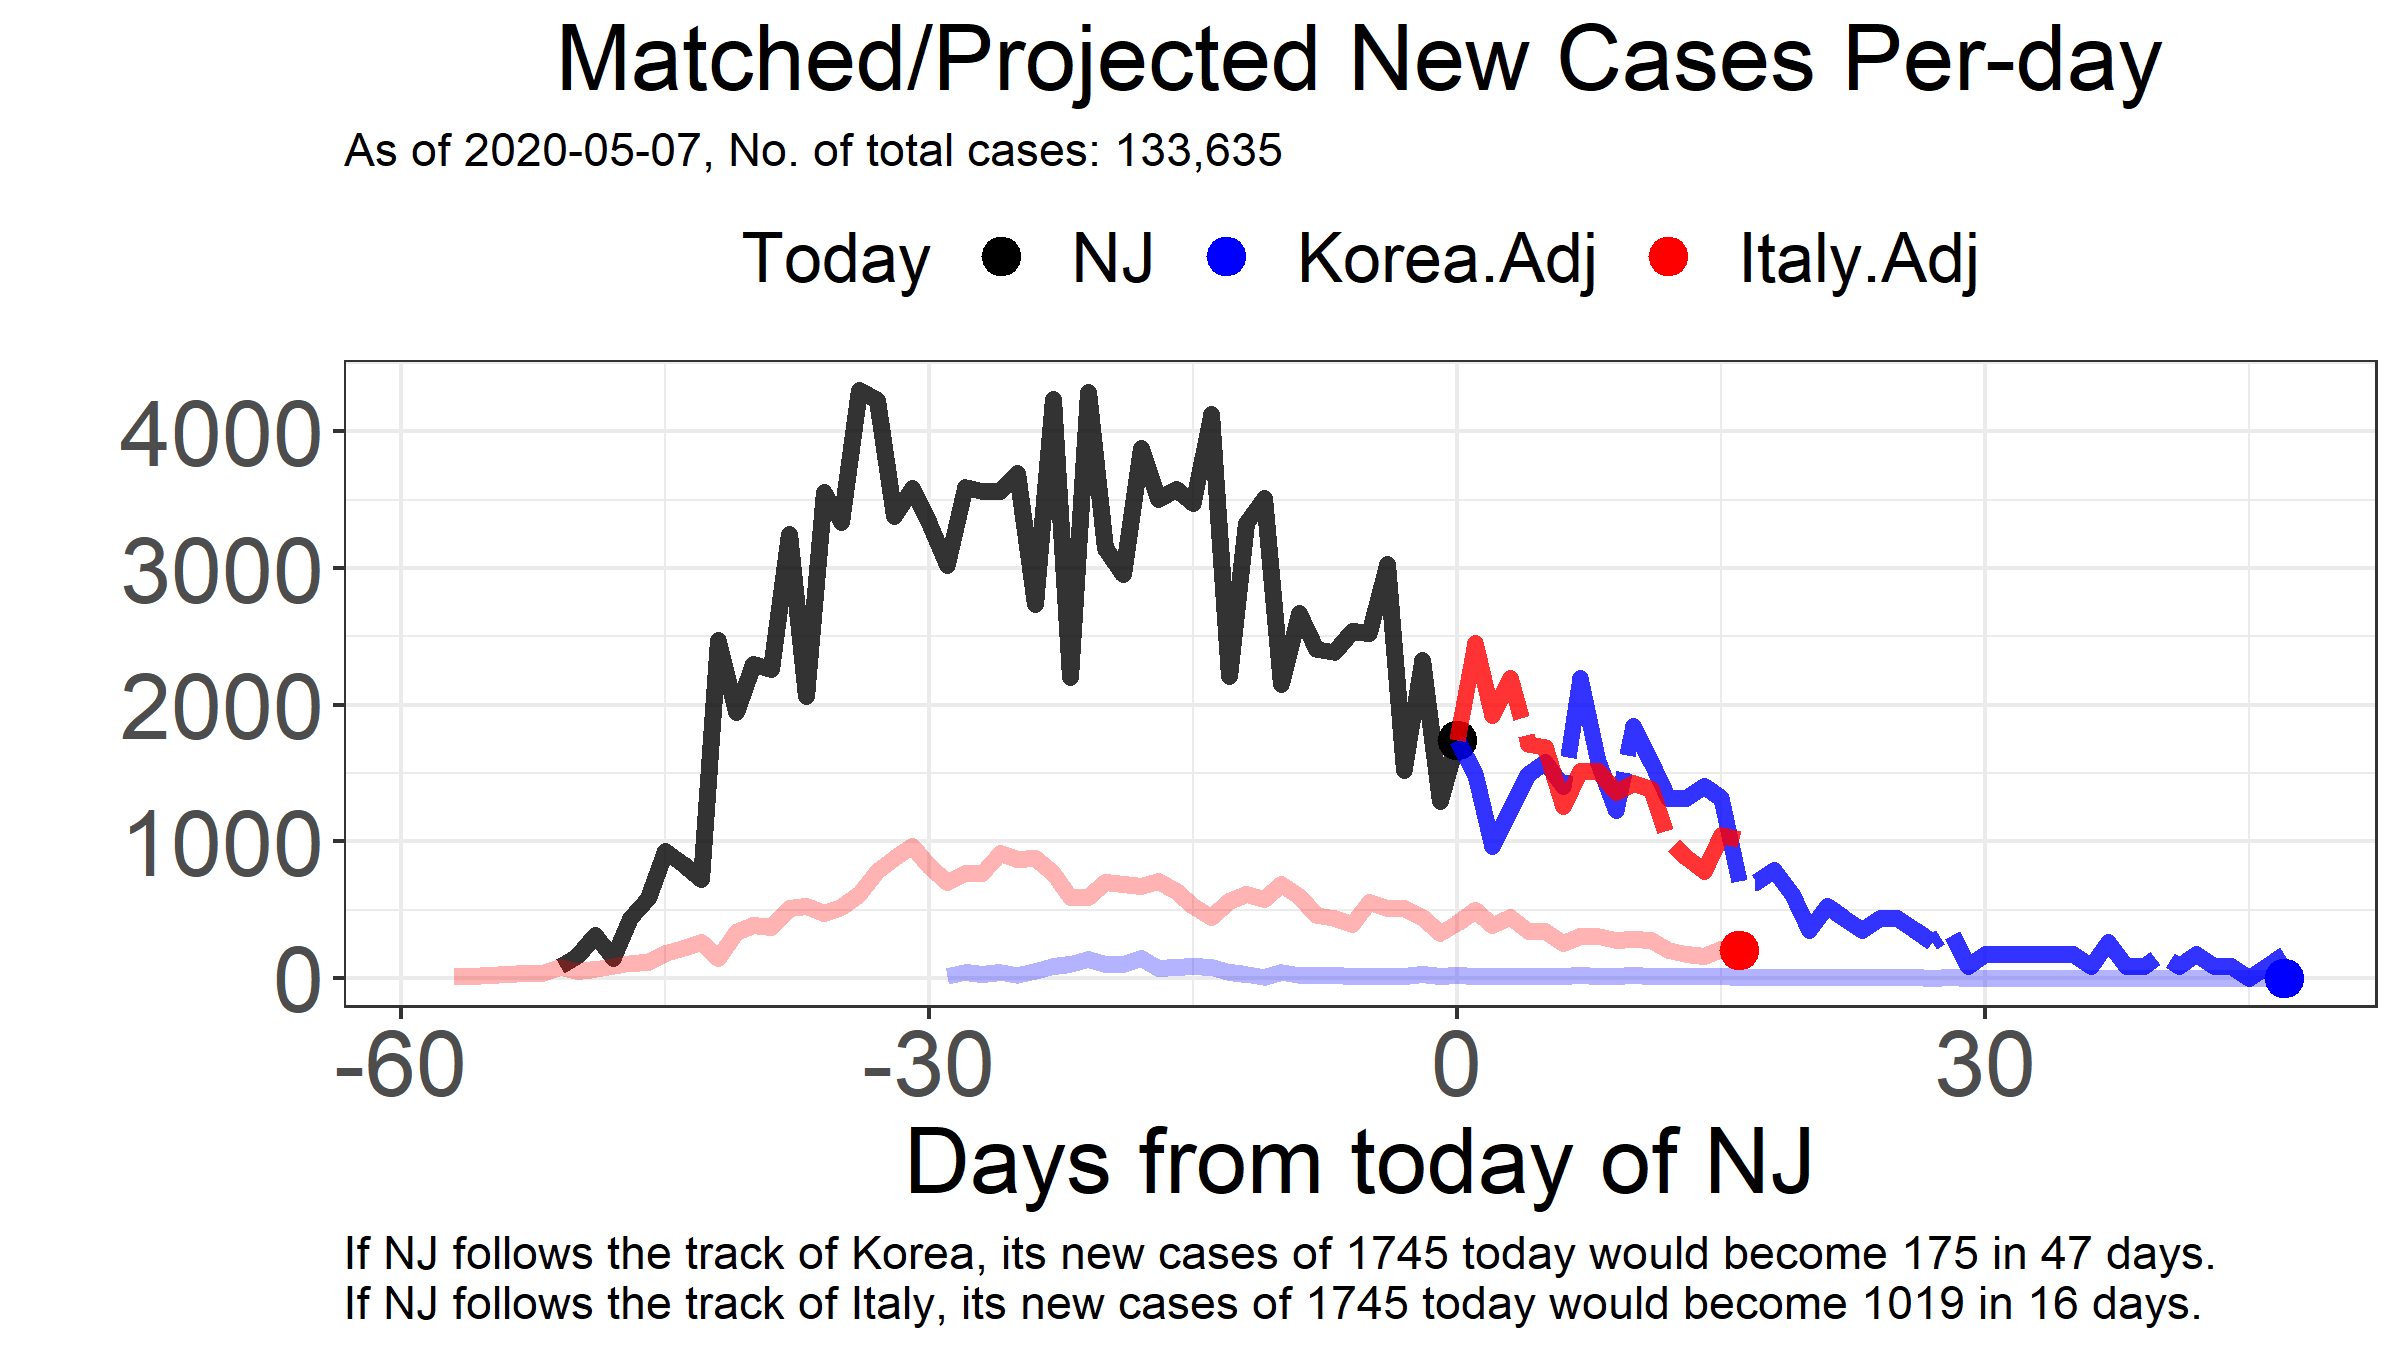 Matched/Projected New Cases Per-day
As of 2020-05-07, No. of total cases: 133,635
Today NJ Korea.Adj Italy.Adj
4000
3000
2000
1000
0
-60 -30 0 30
Days from today of NJ
If NJ follows the track of Korea, its new cases of 1745 today would become 175 in 47 days.
If NJ follows the track of Italy, its new cases of 1745 today would become 1019 in 16 days.